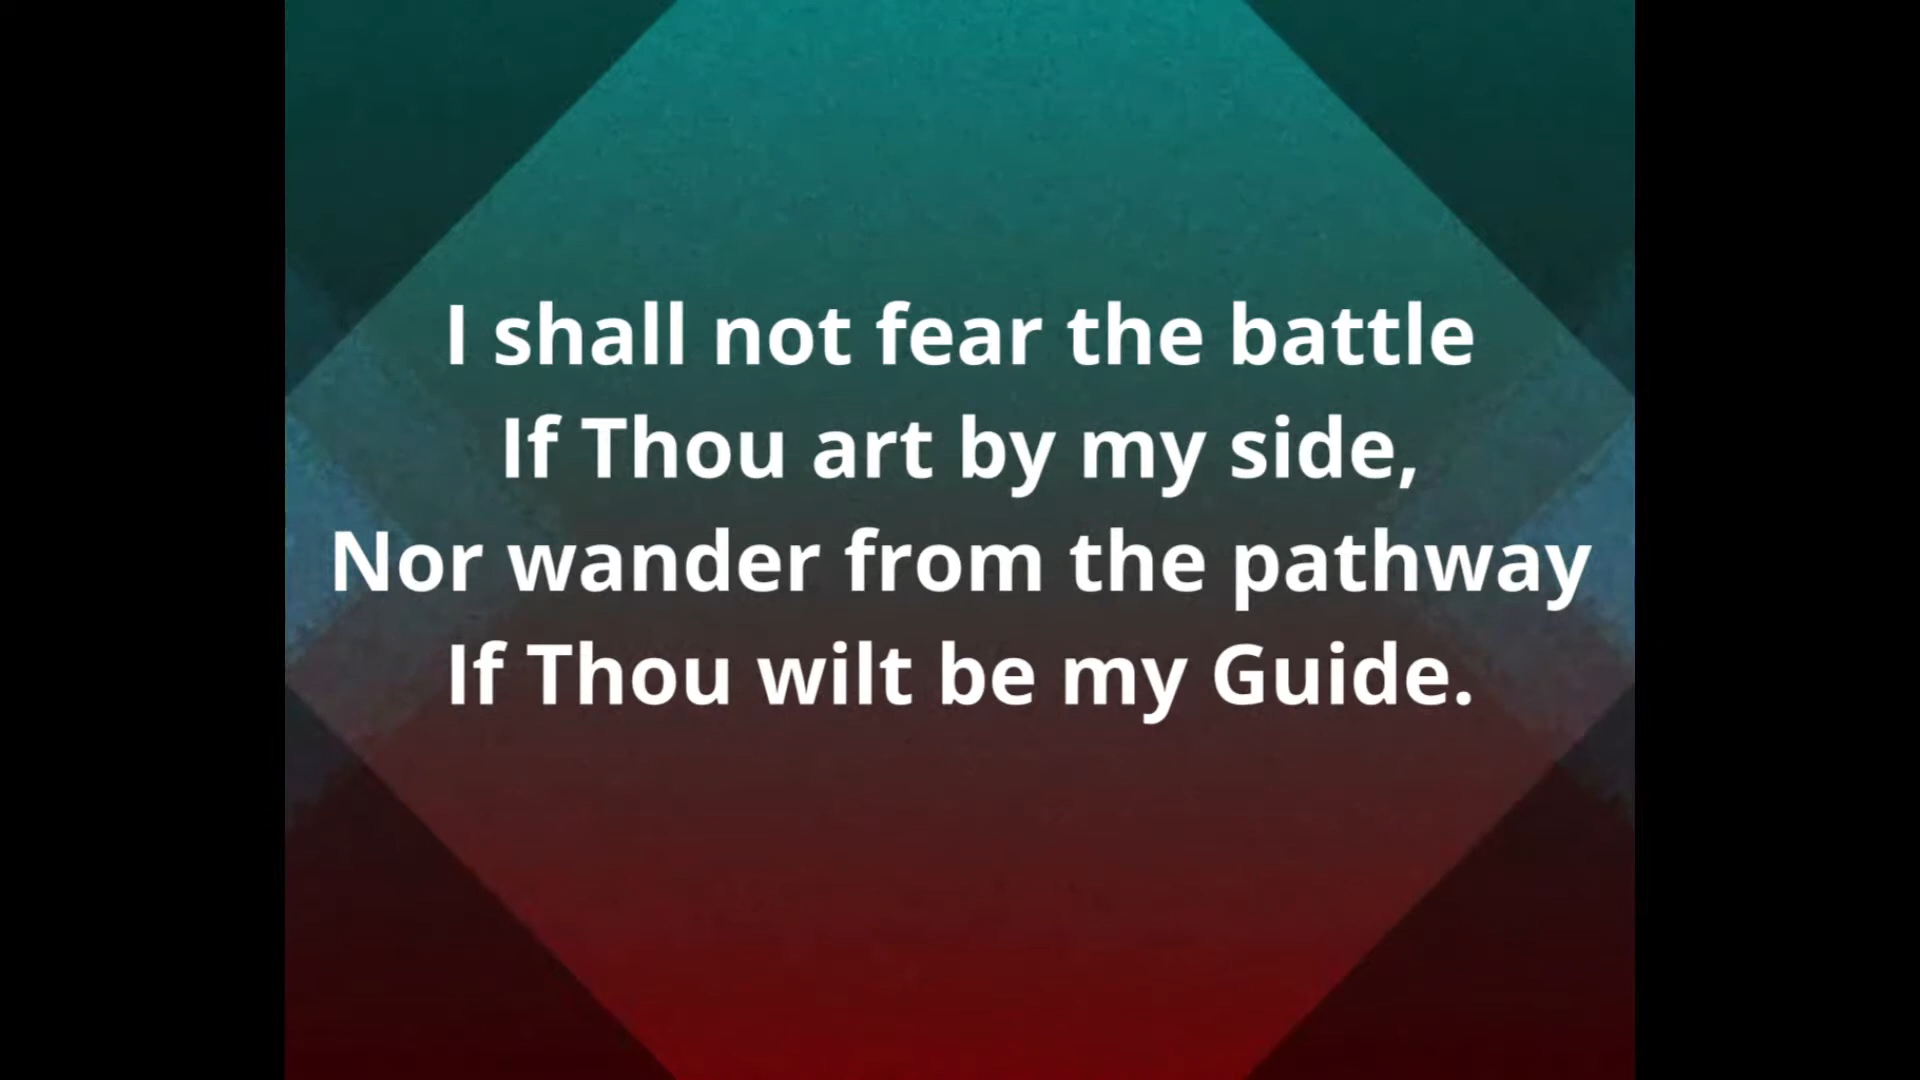 I shall not fear the battle
If Thou art by my side,
Nor wander from the pathway
If Thou wilt be my Guide.